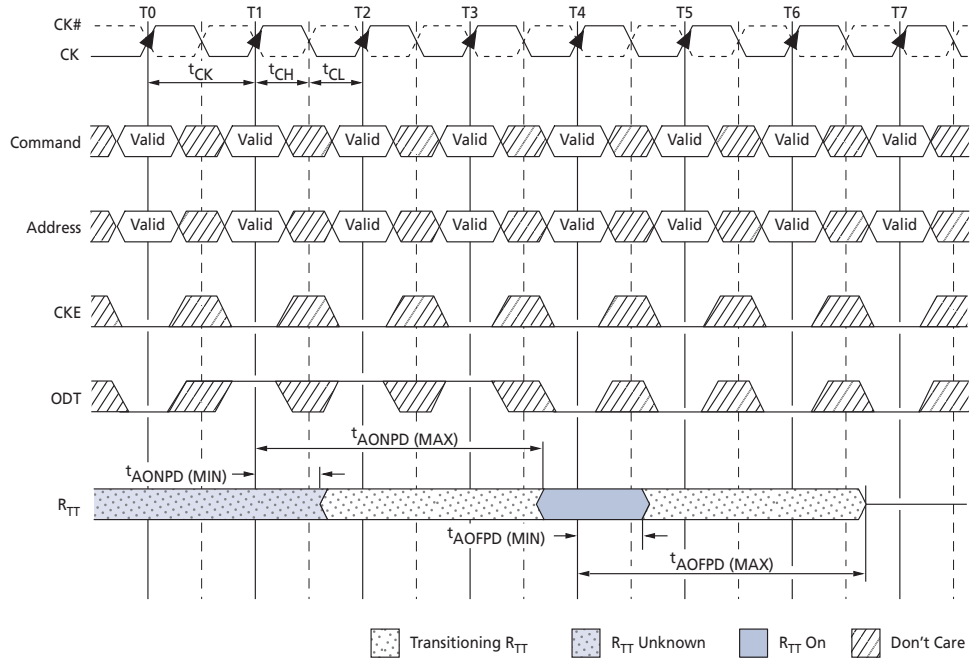 T0 T1 T2 T3 T4 T5 T6 T7
CK#
CK
tCK tCH tCL
Command Valid Valid Valid Valid Valid Valid Valid Valid
Address Valid Valid Valid Valid Valid Valid Valid Valid
CKE
ODT
tAONPD (MAX)
tAONPD (MIN)
RTT
tAOFPD (MIN)
tAOFPD (MAX)
Transitioning RTT RTT Unknown RTT On Don't Care